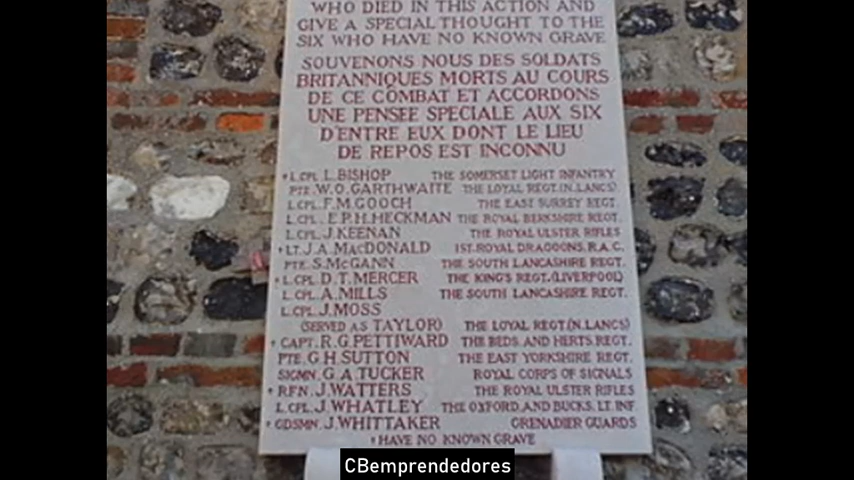 WHO DIED IN THIS ACTION AND
GIVE A SPECIAL THOUGHT TO THE
SIX WHO HAVE NO KNOWN GRAVE
SOUVENONS NOUS DES SOLDATS
BRITANNIQUES MORTS AU COURS
DE CE COMBAT ET ACCORDONS
UNE PENSEE SPECIALE AUX SIX
D'ENTRE EUX DONT LE LIEU
DE REPOS EST INCONNU
†L.CPL. L. BISHOP THE SOMERSET LIGHT INFANTRY
PTE. W.O. GARTHWAITE THE LOYAL REGT.(N.LANCS)
L.CPL. F.M. GOOCH THE EAST SURREY REGT.
L.CPL. E.P.H. HECKMAN THE ROYAL BERKSHIRE REGT.
L.CPL. J. KEENAN THE ROYAL ULSTER RIFLES
†LT. J.A. MACDONALD 1ST. ROYAL DRAGOONS. R.A.C.
PTE. S. McGANN THE SOUTH LANCASHIRE REGT.
†L.CPL. D.T. MERCER THE KING'S REGT.(LIVERPOOL)
L.CPL. A. MILLS THE SOUTH LANCASHIRE REGT.
L.CPL. J. MOSS
(SERVED AS TAYLOR) THE LOYAL REGT.(N.LANCS)
†CAPT. R.G. PETTIWARD THE BEDS. AND HERTS. REGT.
PTE. G.H. SUTTON THE EAST YORKSHIRE REGT.
SIGMN. G.A. TUCKER ROYAL CORPS OF SIGNALS
†RFN. J. WATTERS THE ROYAL ULSTER RIFLES
L.CPL. J. WHATLEY THE OXFORD. AND BUCKS. LT. INF.
†GDSMN. J. WHITTAKER GRENADIER GUARDS
†HAVE NO KNOWN GRAVE
CBemprendedores